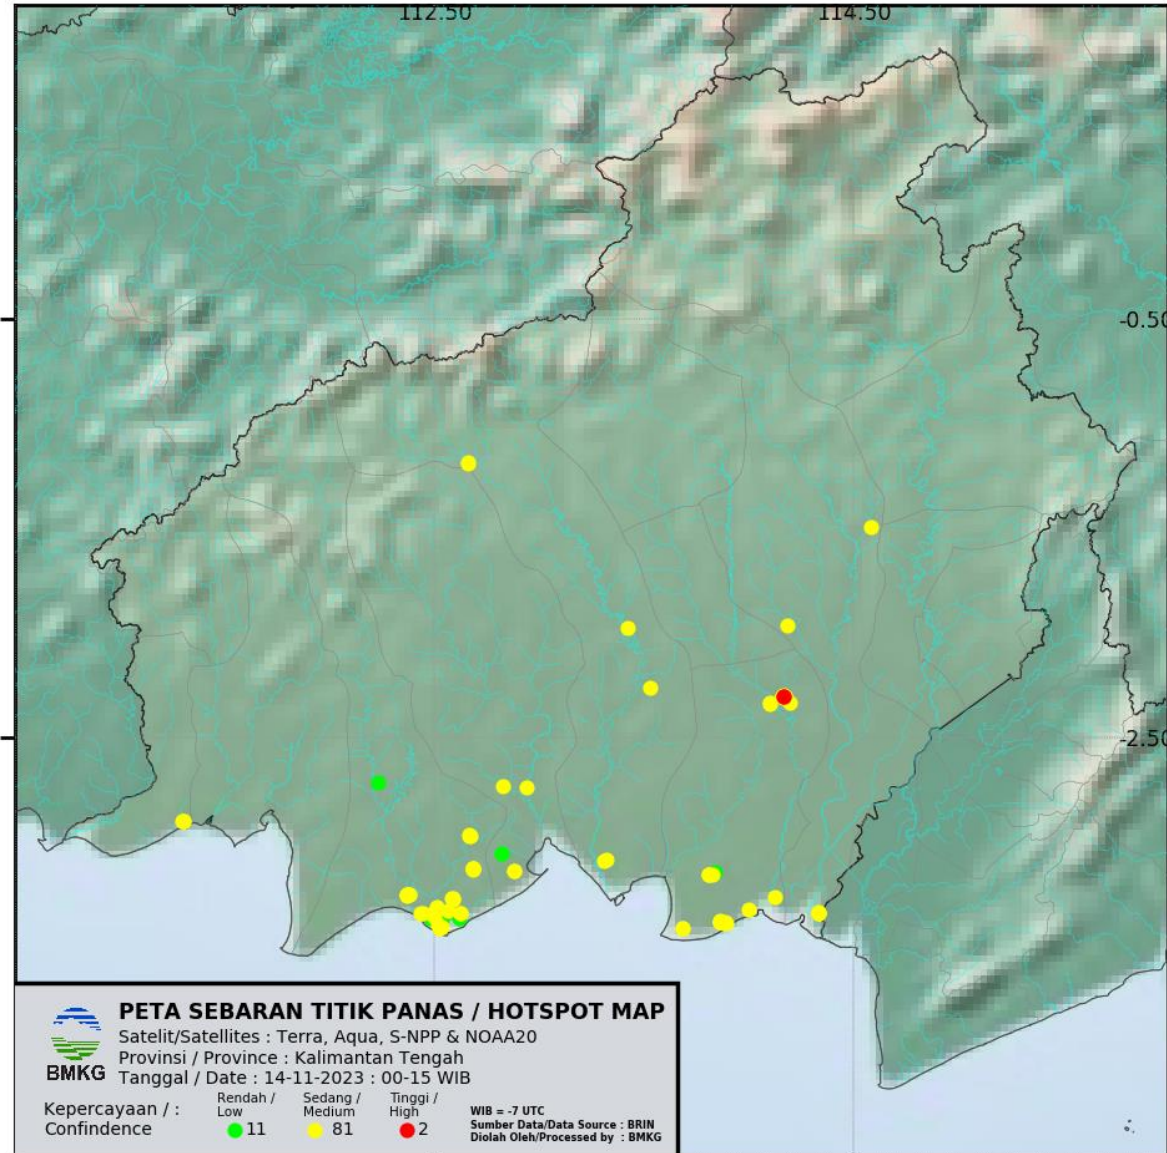 112.50 114.50
-0.50
-2.50
PETA SEBARAN TITIK PANAS / HOTSPOT MAP
Satelit/Satellites : Terra, Aqua, S-NPP & NOAA20
Provinsi / Province : Kalimantan Tengah
Tanggal / Date : 14-11-2023 : 00-15 WIB
BMKG
Kepercayaan / :
Confindence
Rendah /
Low
11
Sedang /
Medium
81
Tinggi /
High
2
WIB = -7 UTC
Sumber Data/Data Source : BRIN
Diolah Oleh/Processed by : BMKG